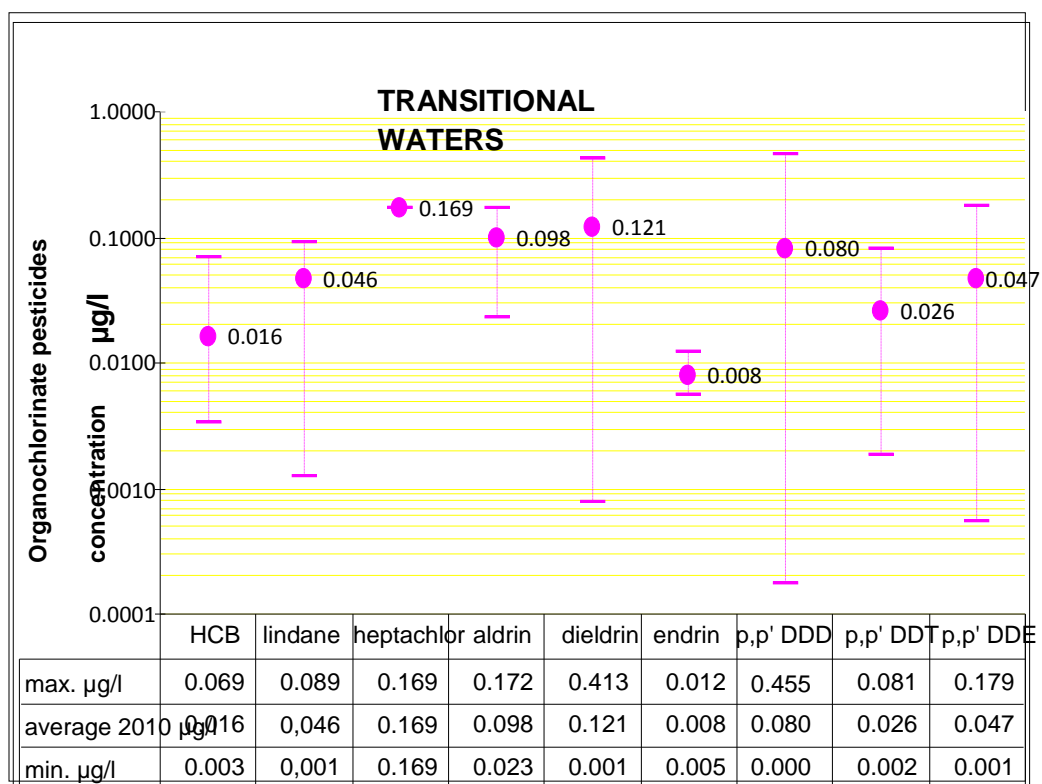 TRANSITIONAL
WATERS
Organochlorinate pesticides
concentration µg/l
1.0000
0.1000
0.0100
0.0010
0.0001
0.016
0.046
0.169
0.098
0.121
0.008
0.080
0.026
0.047
HCB lindane heptachlor aldrin dieldrin endrin p,p' DDD p,p' DDT p,p' DDE
max. µg/l 0.069 0.089 0.169 0.172 0.413 0.012 0.455 0.081 0.179
average 2010 µg/l 0.016 0,046 0.169 0.098 0.121 0.008 0.080 0.026 0.047
min. µg/l 0.003 0,001 0.169 0.023 0.001 0.005 0.000 0.002 0.001